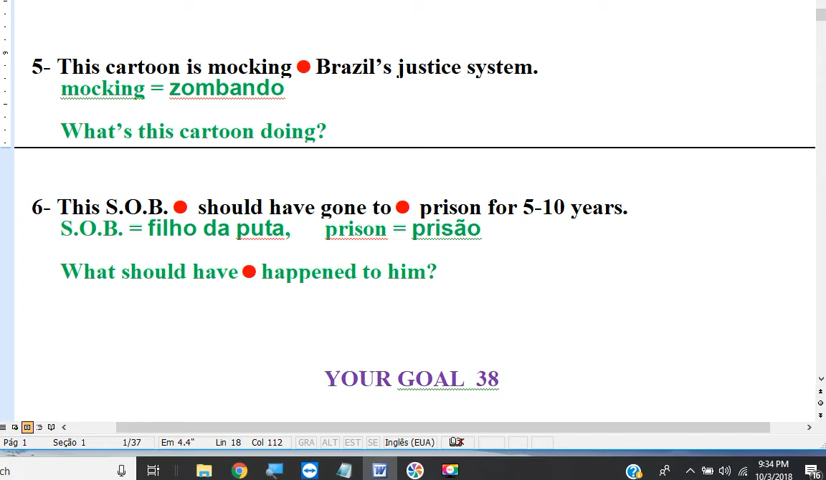 5- This cartoon is mocking ● Brazil's justice system.
mocking = zombando
What's this cartoon doing?
6- This S.O.B. ● should have gone to ● prison for 5-10 years.
S.O.B. = filho da puta, prison = prisão
What should have ● happened to him?
YOUR GOAL 38
Pág 1 Seção 1 1/37 Em 4.4" Lin 18 Col 112 GRA ALT EST SE Inglês (EUA)
ch 9:34 PM
10/3/2018 16